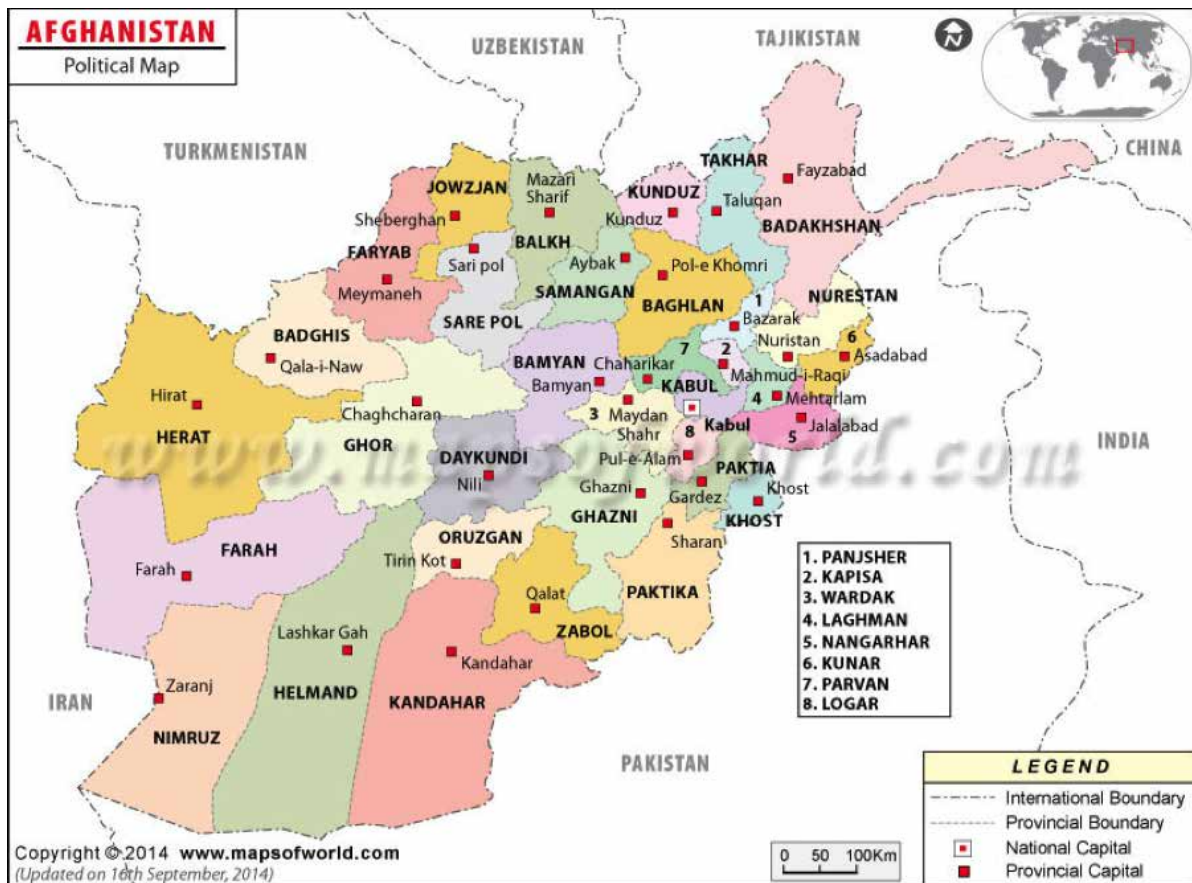 AFGHANISTAN
Political Map
UZBEKISTAN
TAJIKISTAN
N
TURKMENISTAN
CHINA
TAKHAR
Fayzabad
JOWZJAN
Mazari
Sharif
KUNDUZ
Taluqan
Sheberghan
Kunduz
BADAKHSHAN
BALKH
FARYAB
Sari pol
Aybak
Pol-e Khomri
Meymaneh
SAMANGAN
BAGHLAN
NURESTAN
1
SARE POL
Bazarak
BADGHIS
6
Nuristan
7
2
Asadabad
BAMYAN
Qala-i-Naw
Chaharikar
Mahmud-i-Raqi
Bamyan
KABUL
4
Mehtarlam
Hirat
Chaghcharan
3
Maydan
Shahr
Kabul
Jalalabad
HERAT
GHOR
8
5
INDIA
www.mapsofworld.com
DAYKUNDI
Pul-e-Alam
PAKTIA
Nili
Ghazni
Gardez
Khost
GHAZNI
KHOST
ORUZGAN
Sharan
FARAH
Tirin Kot
Farah
Qalat
PAKTIKA
ZABOL
Lashkar Gah
Kandahar
Zaranj
HELMAND
KANDAHAR
IRAN
NIMRUZ
PAKISTAN
1. PANJSHER
2. KAPISA
3. WARDAK
4. LAGHMAN
5. NANGARHAR
6. KUNAR
7. PARVAN
8. LOGAR
LEGEND
International Boundary
Provincial Boundary
National Capital
Provincial Capital
0 50 100Km
Copyright © 2014 www.mapsofworld.com
(Updated on 16th September, 2014)